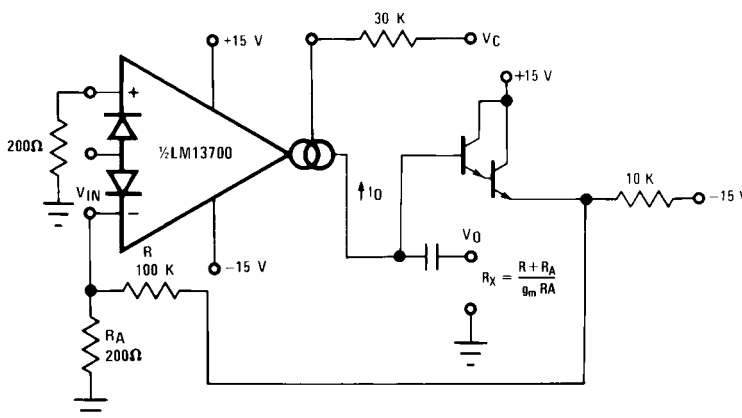 30 K
V_C
+15 V
+15 V
+
200Ω
½LM13700
V_IN
−
I_O
10 K
−15 V
V_O
R
100 K
−15 V
R_X = (R + R_A) / (g_m RA)
R_A
200Ω